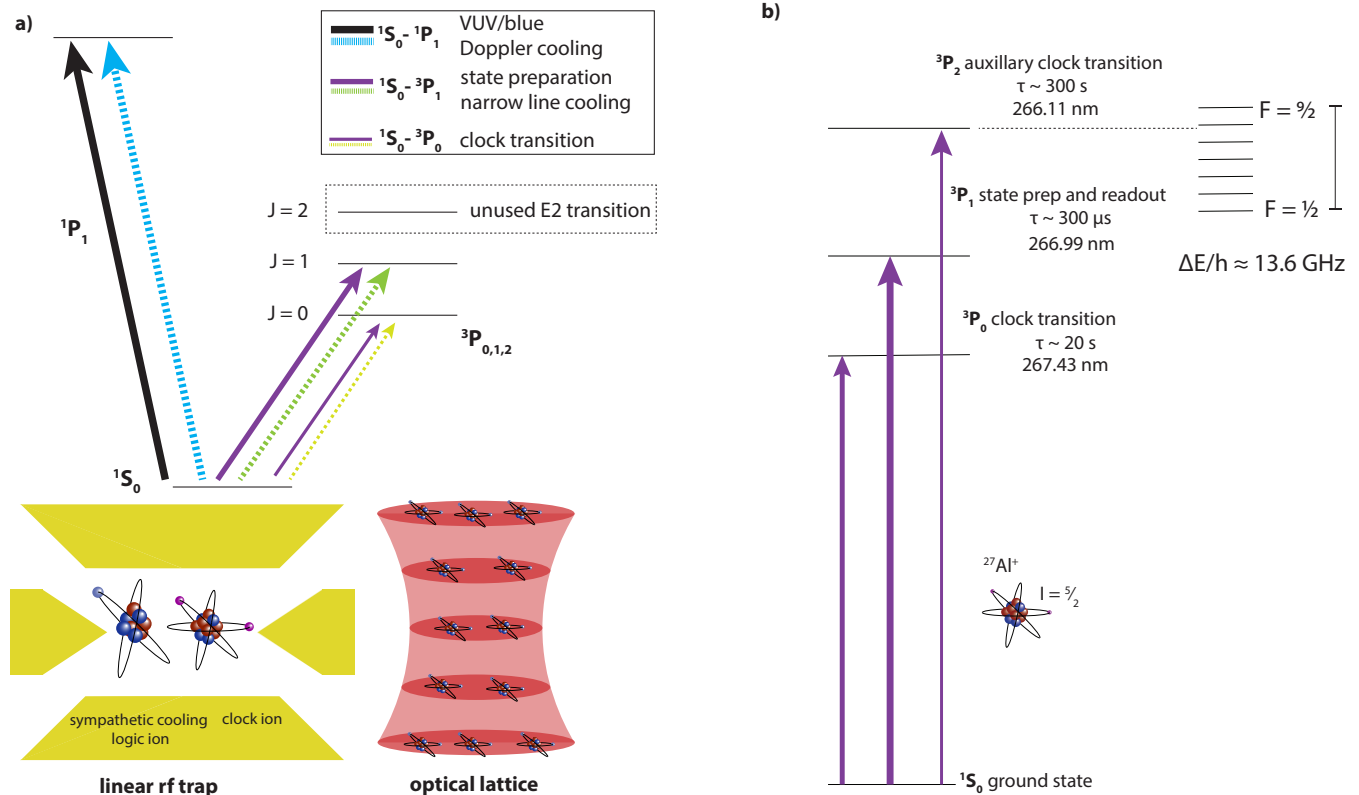 a)
¹S₀- ¹P₁
VUV/blue
Doppler cooling
¹S₀- ³P₁
state preparation
narrow line cooling
¹S₀- ³P₀
clock transition
¹P₁
J = 2
unused E2 transition
J = 1
J = 0
³P₀,₁,₂
¹S₀
sympathetic cooling
logic ion
clock ion
linear rf trap
optical lattice
b)
³P₂ auxillary clock transition
τ ~ 300 s
266.11 nm
F = ⁹⁄₂
F = ½
ΔE/h ≈ 13.6 GHz
³P₁ state prep and readout
τ ~ 300 µs
266.99 nm
³P₀ clock transition
τ ~ 20 s
267.43 nm
²⁷Al⁺
I = ⁵⁄₂
¹S₀ ground state